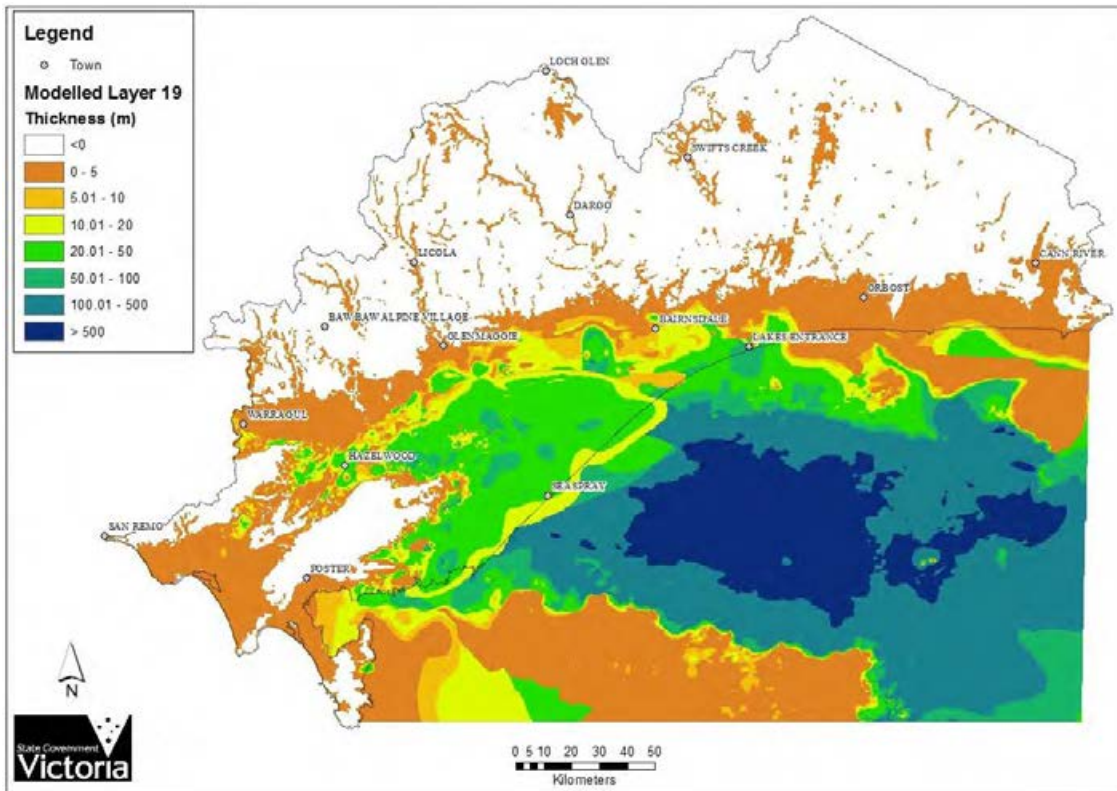 Legend
Town
Modelled Layer 19
Thickness (m)
<0
0 - 5
5.01 - 10
10.01 - 20
20.01 - 50
50.01 - 100
100.01 - 500
> 500
LOCH OLEN
SWIFTS CREEK
DARGO
LICOLA
CANN RIVER
ORBOST
BAW BAW ALPINE VILLAGE
BAIRNSDALE
GLENMAGGIE
LAKES ENTRANCE
WARRAGUL
HAZELWOOD
SEASPRAY
SAN REMO
FOSTER
N
State Government
Victoria
0 5 10 20 30 40 50
Kilometers